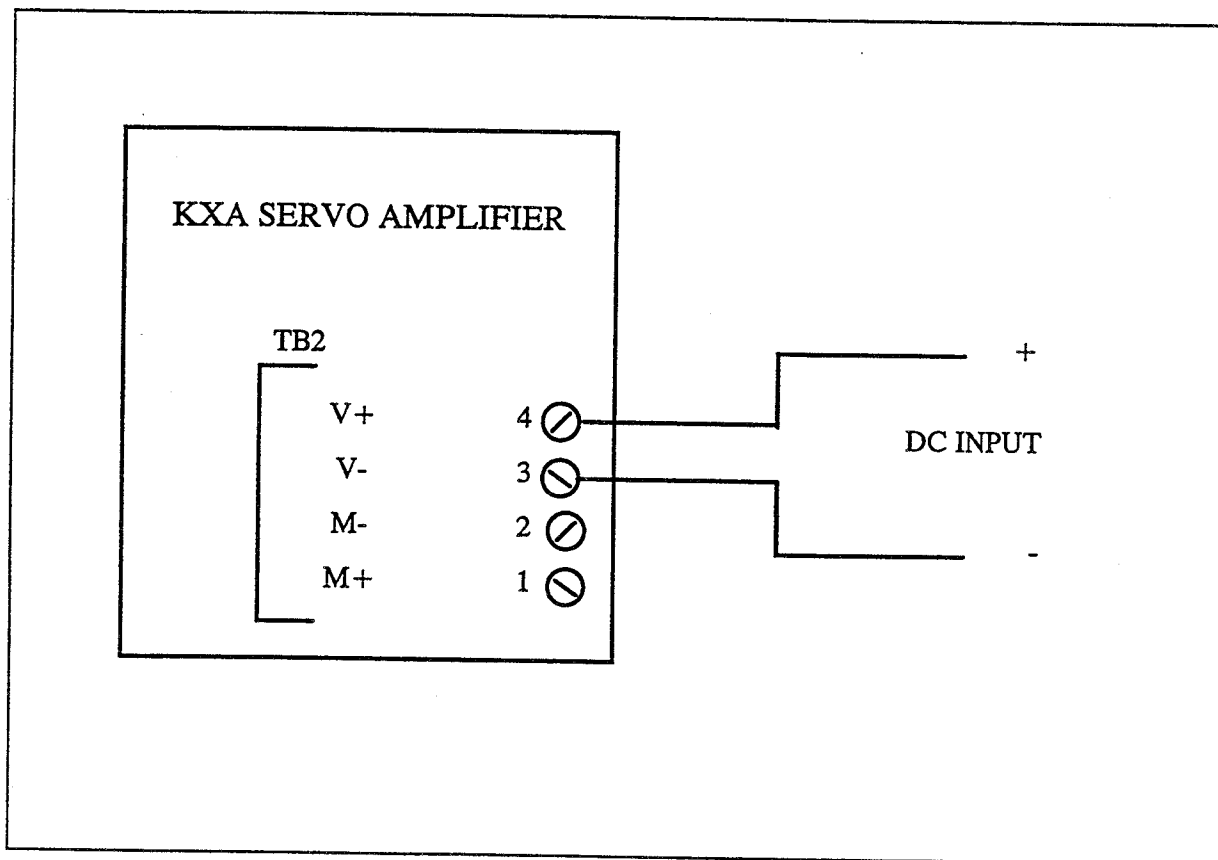 KXA SERVO AMPLIFIER
TB2
V+ 4
V- 3
M- 2
M+ 1
+
DC INPUT
-